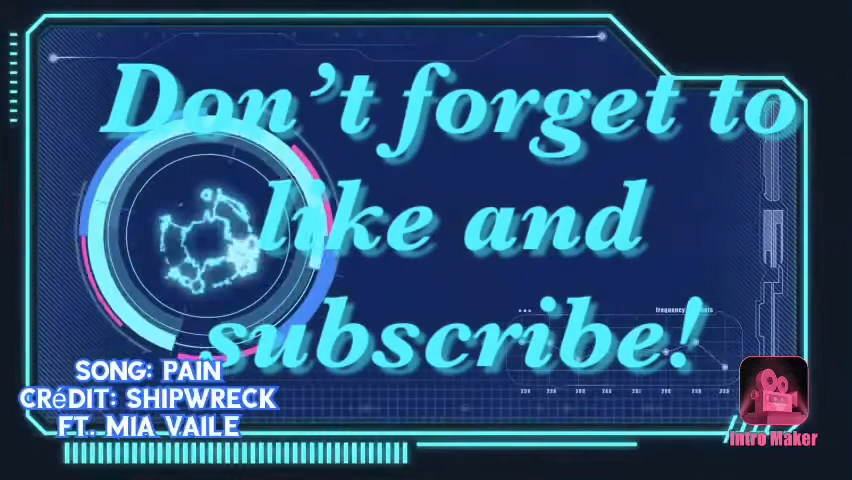 Don't forget to
like and
subscribe!
SONG: PAIN
CRéDIT: SHIPWRECK
FT. MIA VAILE
Intro Maker